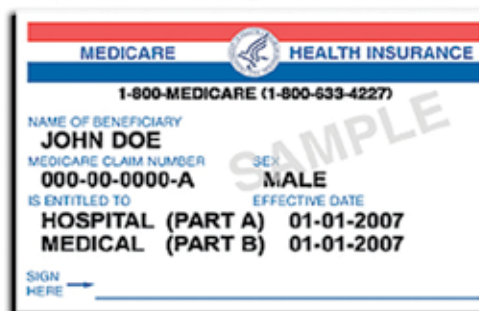 MEDICARE HEALTH INSURANCE
1-800-MEDICARE (1-800-633-4227)
NAME OF BENEFICIARY
JOHN DOE
MEDICARE CLAIM NUMBER SEX
000-00-0000-A MALE
IS ENTITLED TO EFFECTIVE DATE
HOSPITAL (PART A) 01-01-2007
MEDICAL (PART B) 01-01-2007
SIGN
HERE
SAMPLE